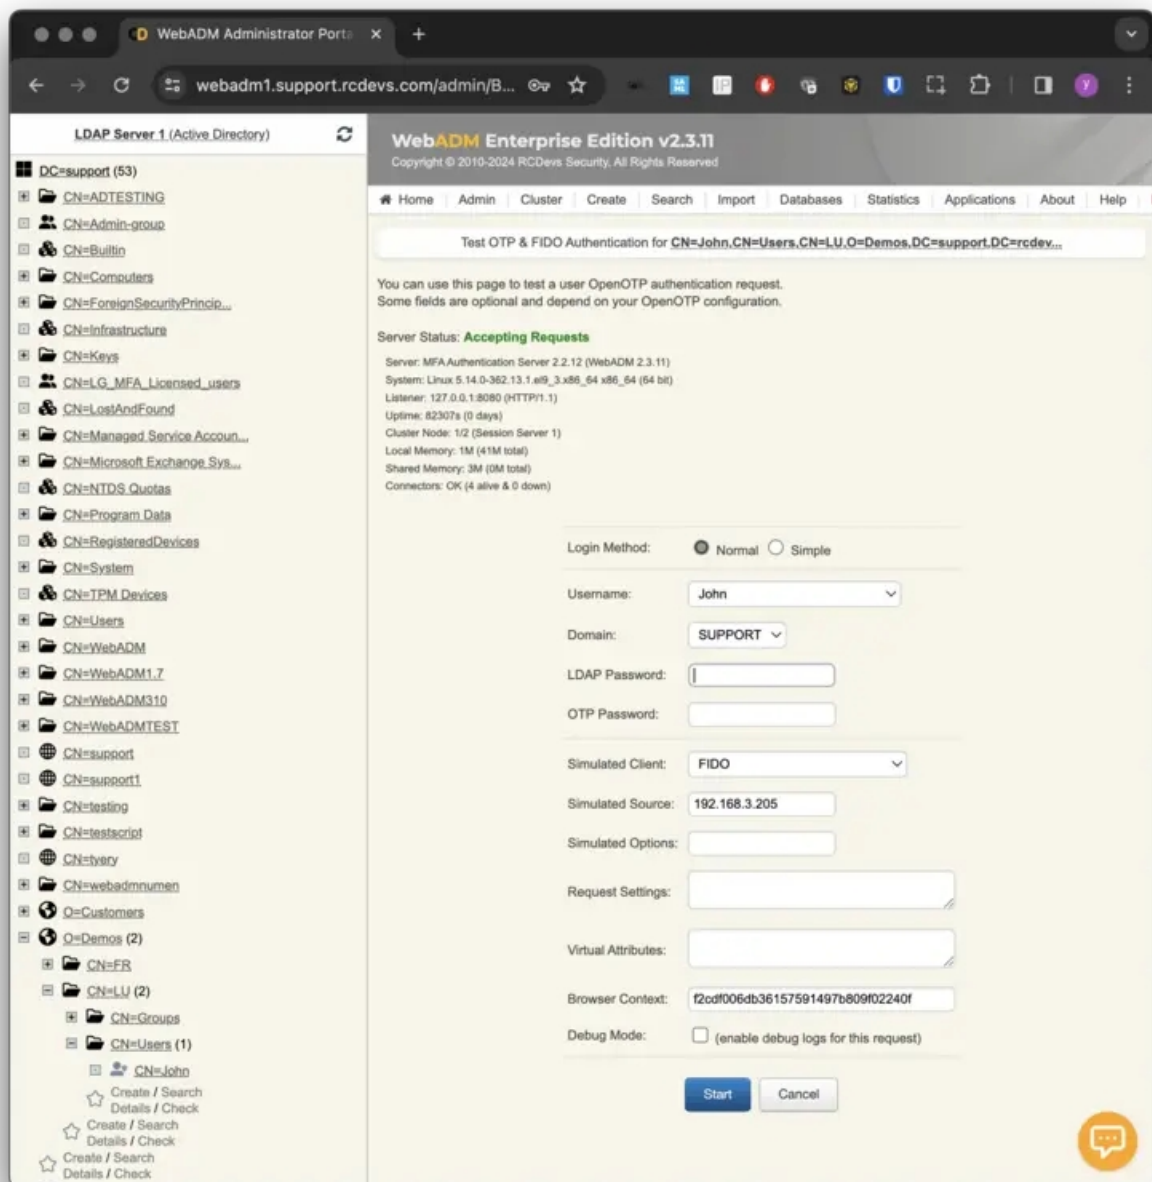 WebADM Administrator Porta
webadm1.support.rcdevs.com/admin/B...
LDAP Server 1 (Active Directory)
DC=support (53)
CN=ADTESTING
CN=Admin-group
CN=Builtin
CN=Computers
CN=ForeignSecurityPrincip...
CN=Infrastructure
CN=Keys
CN=LG_MFA_Licensed_users
CN=LostAndFound
CN=Managed Service Accoun...
CN=Microsoft Exchange Sys...
CN=NTDS Quotas
CN=Program Data
CN=RegisteredDevices
CN=System
CN=TPM Devices
CN=Users
CN=WebADM
CN=WebADM1.7
CN=WebADM310
CN=WebADMTEST
CN=support
CN=support1
CN=testing
CN=testscript
CN=tvery
CN=webadmnumen
O=Customers
O=Demos (2)
CN=FR
CN=LU (2)
CN=Groups
CN=Users (1)
CN=John
Create / Search
Details / Check
Create / Search
Details / Check
Create / Search
Details / Check
WebADM Enterprise Edition v2.3.11
Copyright © 2010-2024 RCDevs Security, All Rights Reserved
Home Admin Cluster Create Search Import Databases Statistics Applications About Help
Test OTP & FIDO Authentication for CN=John,CN=Users,CN=LU,O=Demos,DC=support,DC=rcdev...
You can use this page to test a user OpenOTP authentication request.
Some fields are optional and depend on your OpenOTP configuration.
Server Status: Accepting Requests
Server: MFA Authentication Server 2.2.12 (WebADM 2.3.11)
System: Linux 5.14.0-362.13.1.el9_3.x86_64 x86_64 (64 bit)
Listener: 127.0.0.1:8080 (HTTP/1.1)
Uptime: 82307s (0 days)
Cluster Node: 1/2 (Session Server 1)
Local Memory: 1M (41M total)
Shared Memory: 3M (0M total)
Connectors: OK (4 alive & 0 down)
Login Method: Normal Simple
Username: John
Domain: SUPPORT
LDAP Password:
OTP Password:
Simulated Client: FIDO
Simulated Source: 192.168.3.205
Simulated Options:
Request Settings:
Virtual Attributes:
Browser Context: f2cdf006db36157591497b809f02240f
Debug Mode: (enable debug logs for this request)
Start Cancel